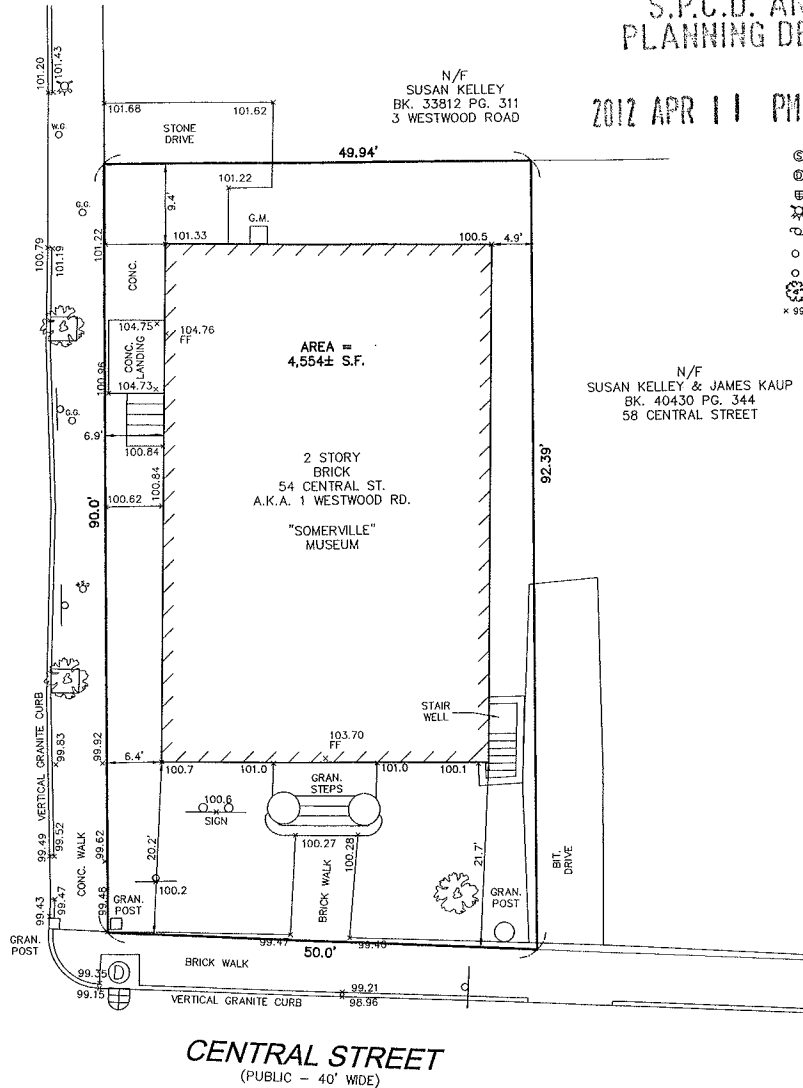 S.P.C.D. AN
PLANNING DE
2012 APR 11 PM
N/F
SUSAN KELLEY
BK. 33812 PG. 311
3 WESTWOOD ROAD
101.20
101.43
W.G.
101.68
101.62
STONE
DRIVE
49.94'
101.22
9.4'
G.G.
G.M.
100.79
101.19
101.22
101.33
100.5
4.9'
CONC.
× 99
104.75
104.76
FF
AREA =
4,554± S.F.
CONC.
LANDING
100.96
104.73
N/F
SUSAN KELLEY & JAMES KAUP
BK. 40430 PG. 344
58 CENTRAL STREET
G.G.
6.9'
100.84
100.84
2 STORY
BRICK
54 CENTRAL ST.
A.K.A. 1 WESTWOOD RD.
92.39'
90.0'
100.62
"SOMERVILLE"
MUSEUM
STAIR
WELL
VERTICAL GRANITE CURB
99.83
99.92
6.4'
103.70
FF
100.7
101.0
101.0
100.1
GRAN.
STEPS
100.6
SIGN
99.49
99.52
CONC. WALK
99.62
20.2'
100.27
100.28
21.7'
BIT.
DRIVE
BRICK WALK
99.43
99.47
99.48
100.2
GRAN.
POST
GRAN.
POST
GRAN.
POST
99.47
99.40
50.0'
BRICK WALK
99.35
D
99.15
99.21
98.96
VERTICAL GRANITE CURB
CENTRAL STREET
(PUBLIC - 40' WIDE)